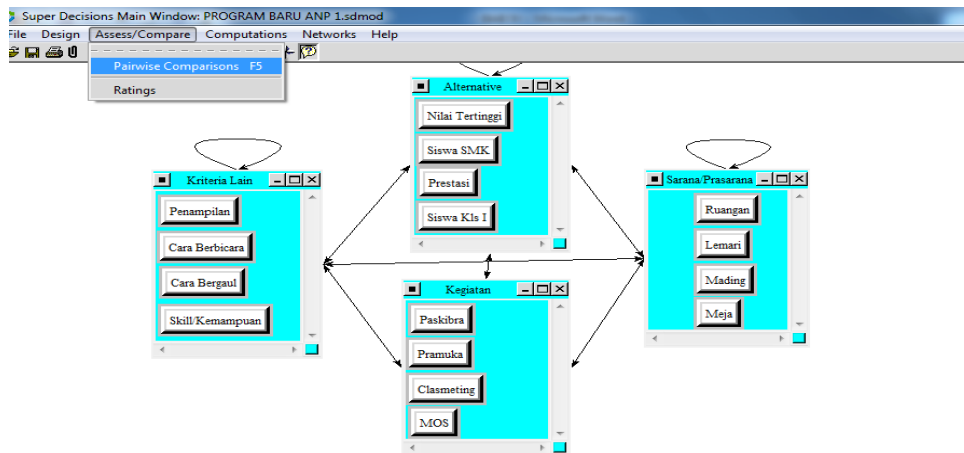 Super Decisions Main Window: PROGRAM BARU ANP 1.sdmod
File Design Assess/Compare Computations Networks Help
Pairwise Comparisons F5
Ratings
Alternative
Nilai Tertinggi
Siswa SMK
Prestasi
Siswa Kls I
Kriteria Lain
Penampilan
Cara Berbicara
Cara Bergaul
Skill/Kemampuan
Sarana/Prasarana
Ruangan
Lemari
Mading
Meja
Kegiatan
Paskibra
Pramuka
Clasmeting
MOS